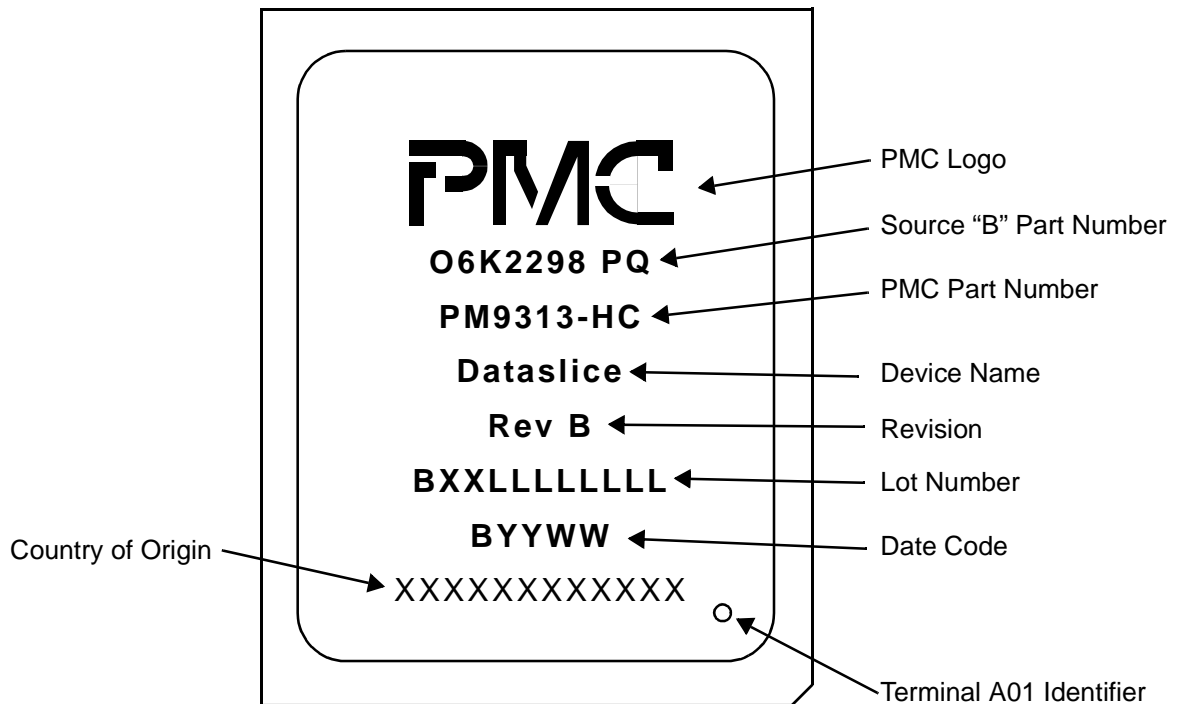 PMC
PMC Logo
Source “B” Part Number
O6K2298 PQ
PMC Part Number
PM9313-HC
Dataslice
Device Name
Rev B
Revision
BXXLLLLLLLL
Lot Number
BYYWW
Date Code
Country of Origin
XXXXXXXXXXXX
Terminal A01 Identifier